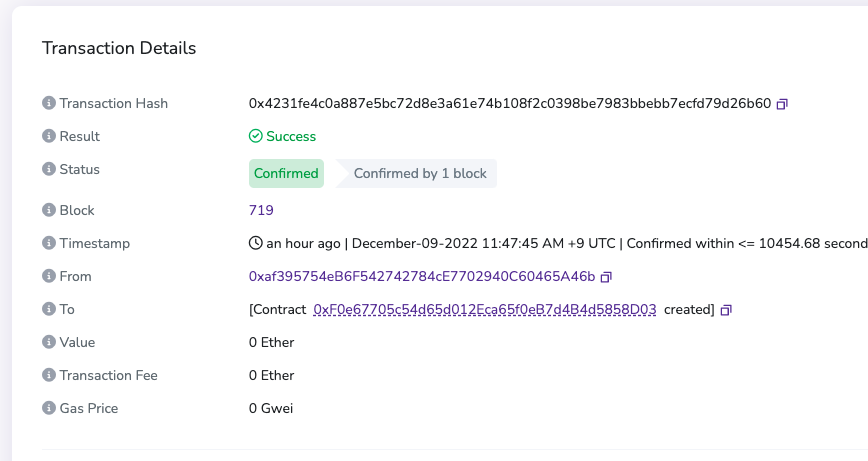 Transaction Details
Transaction Hash 0x4231fe4c0a887e5bc72d8e3a61e74b108f2c0398be7983bbebb7ecfd79d26b60
Result Success
Status Confirmed Confirmed by 1 block
Block 719
Timestamp an hour ago | December-09-2022 11:47:45 AM +9 UTC | Confirmed within <= 10454.68 second
From 0xaf395754eB6F542742784cE7702940C60465A46b
To [Contract 0xF0e67705c54d65d012Eca65f0eB7d4B4d5858D03 created]
Value 0 Ether
Transaction Fee 0 Ether
Gas Price 0 Gwei